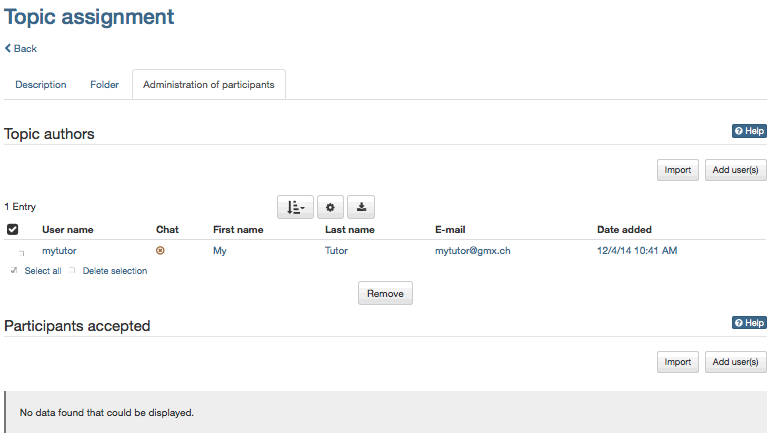 Topic assignment
Back
Description Folder Administration of participants
Topic authors
Help
Import Add user(s)
1 Entry
User name Chat First name Last name E-mail Date added
mytutor My Tutor mytutor@gmx.ch 12/4/14 10:41 AM
Select all Delete selection
Remove
Participants accepted
Help
Import Add user(s)
No data found that could be displayed.